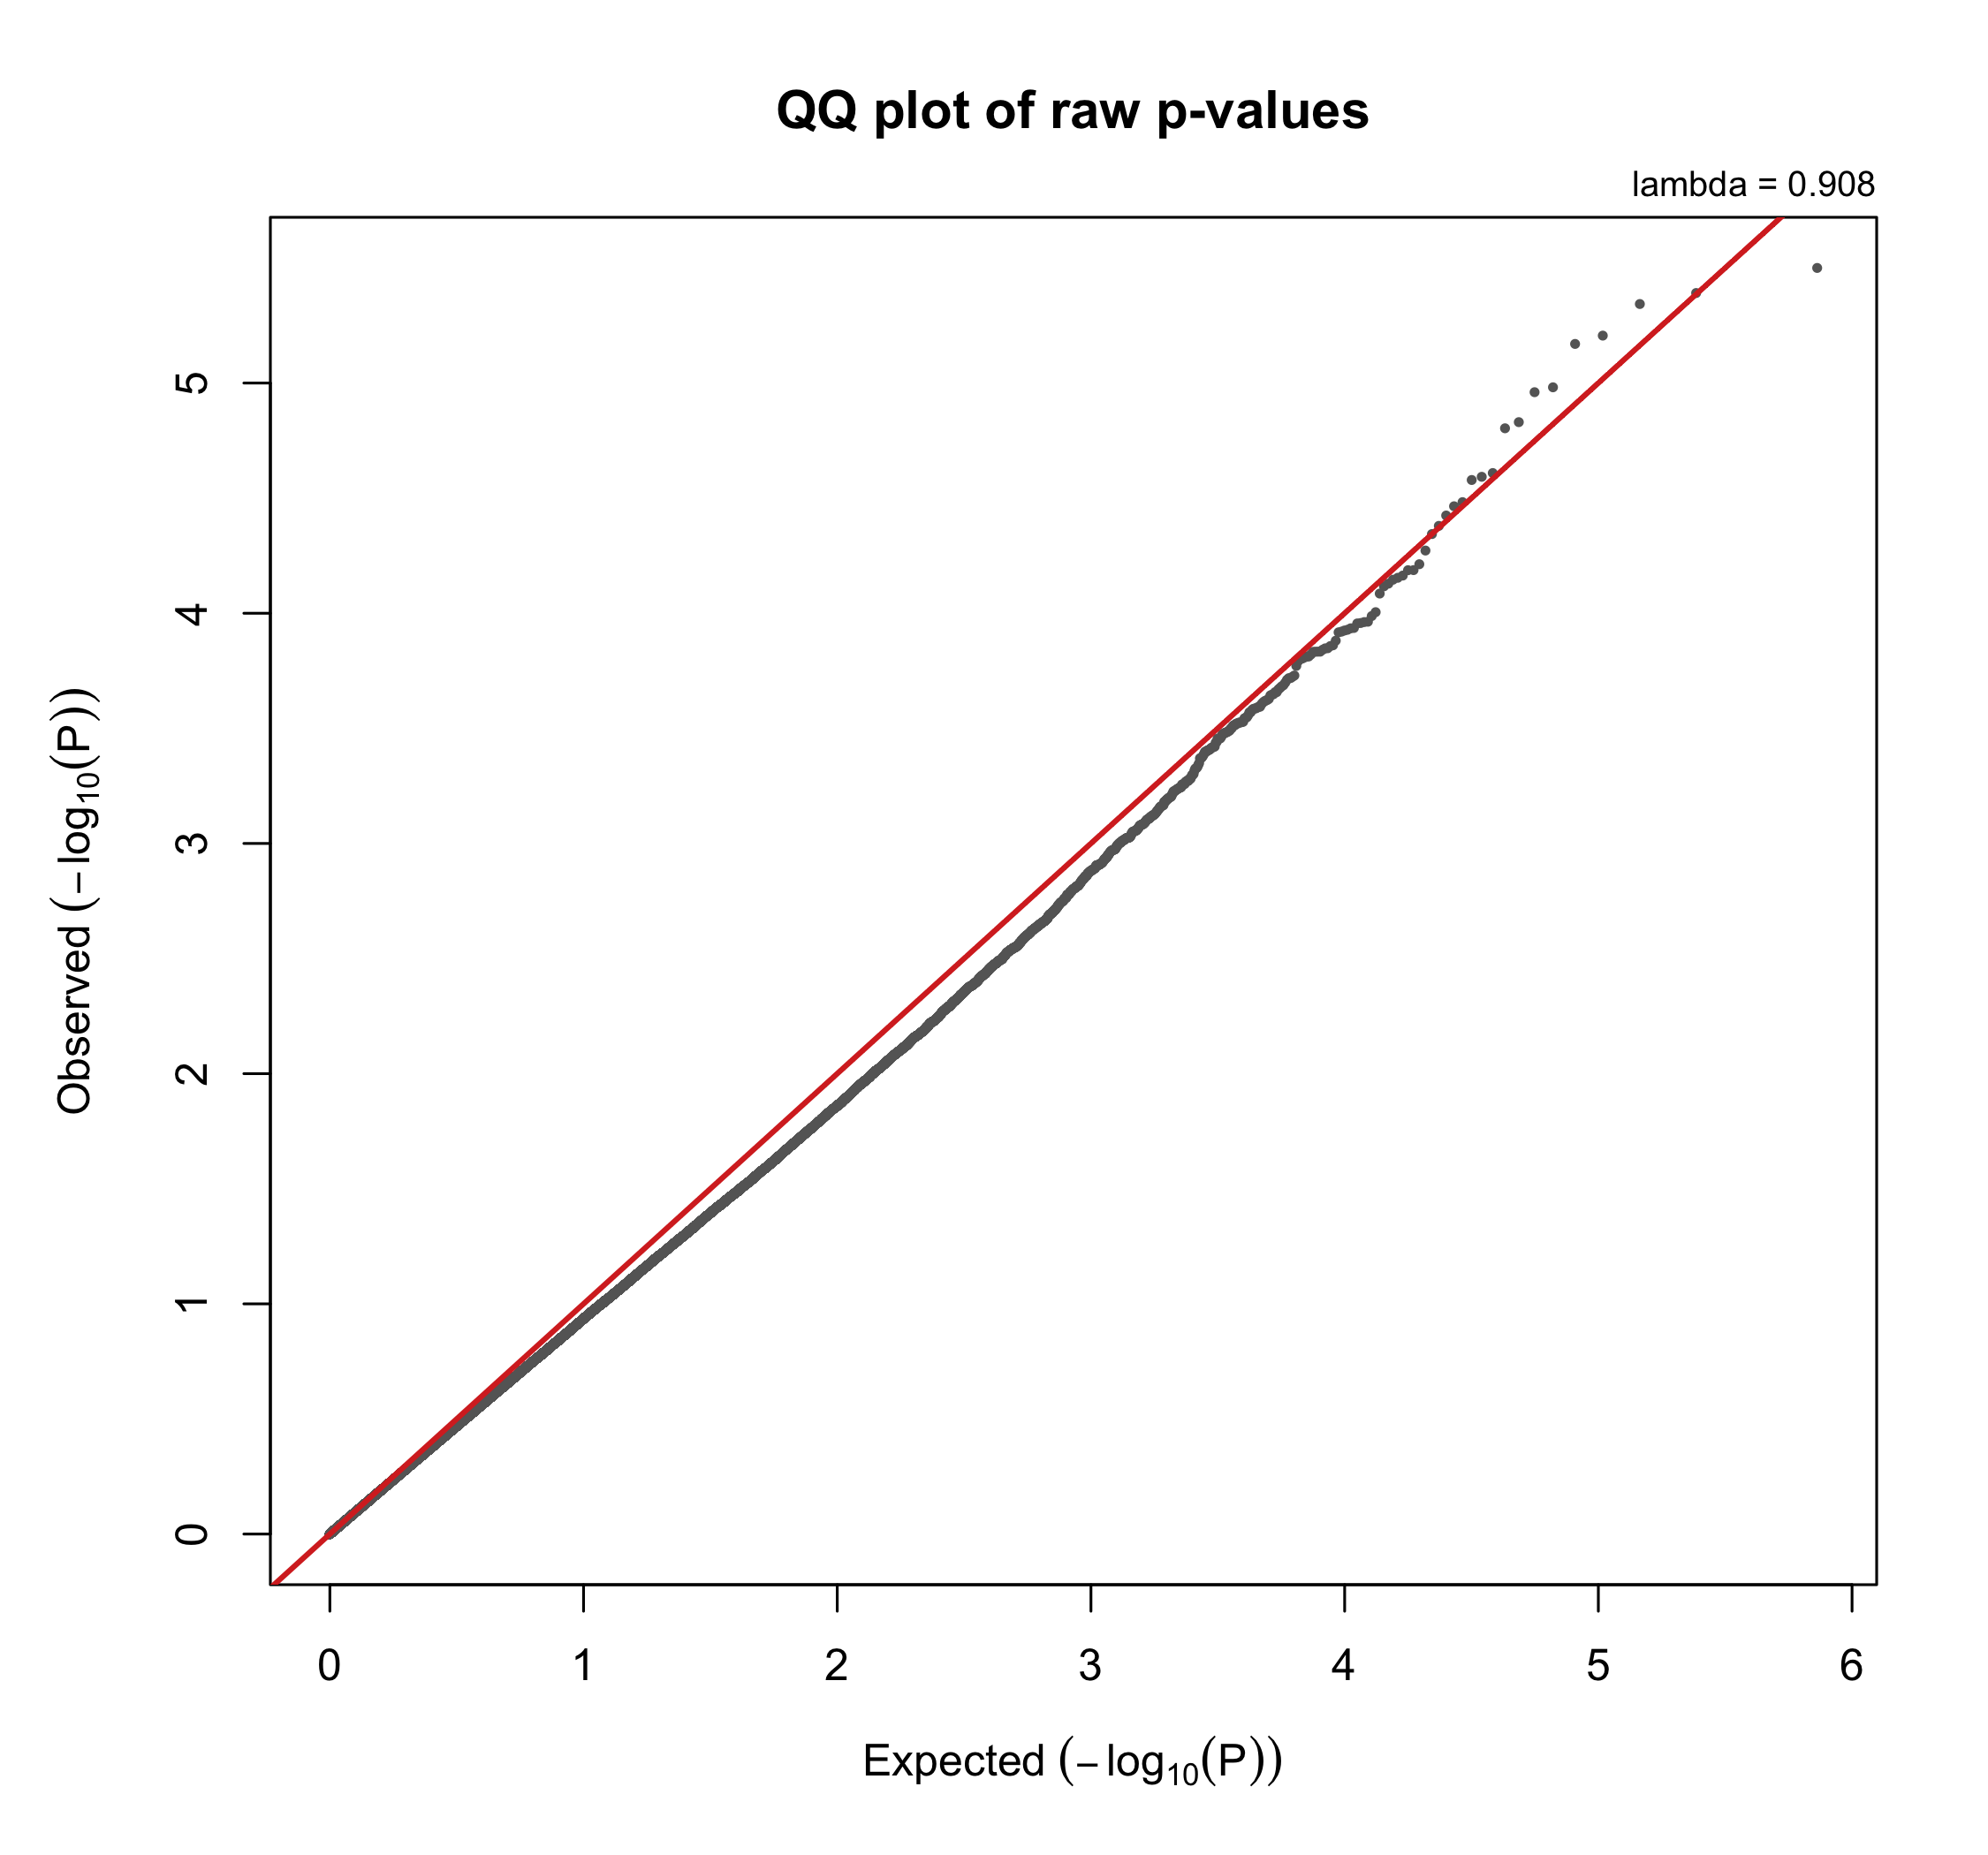 QQ plot of raw p-values
lambda = 0.908
Observed (−log10(P))
5
4
3
2
1
0
0 1 2 3 4 5 6
Expected (−log10(P))